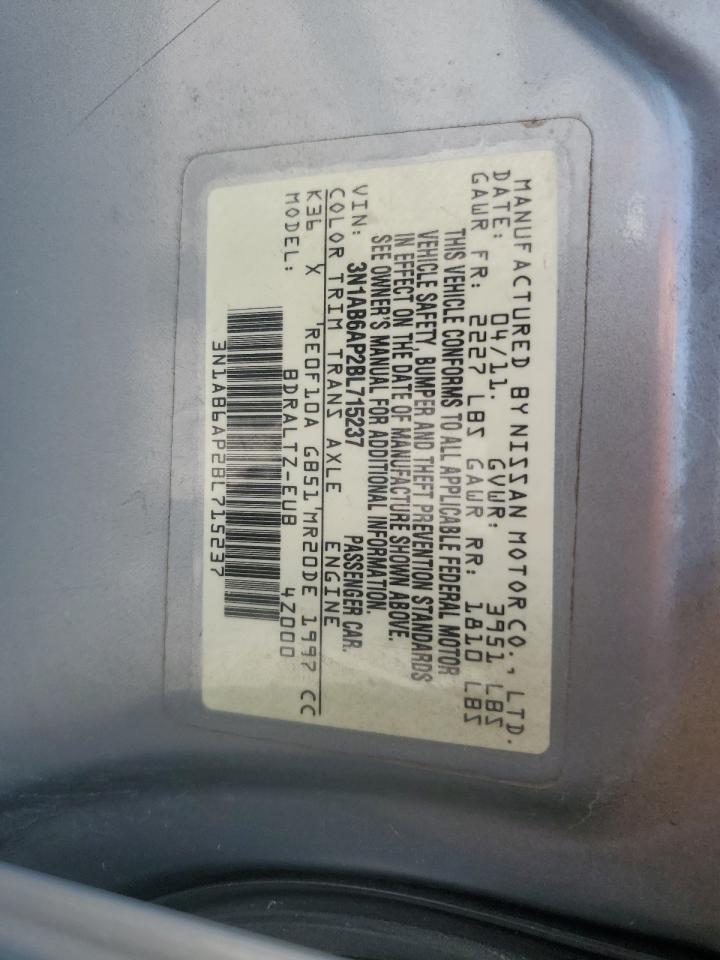 MANUFACTURED BY NISSAN MOTOR CO., LTD.
DATE: 04/11. GVWR: 3951 LBS
GAWR FR: 2227 LBS GAWR RR: 1810 LBS
THIS VEHICLE CONFORMS TO ALL APPLICABLE FEDERAL MOTOR
VEHICLE SAFETY, BUMPER AND THEFT PREVENTION STANDARDS
IN EFFECT ON THE DATE OF MANUFACTURE SHOWN ABOVE.
SEE OWNER'S MANUAL FOR ADDITIONAL INFORMATION.
VIN: 3N1AB6AP2BL715237 PASSENGER CAR.
COLOR TRIM TRANS AXLE ENGINE
K36 X 'RE0F10A GB51'MR20DE 1997 CC
MODEL: BDRALTZ-EUB 4Z000
3N1AB6AP2BL715237